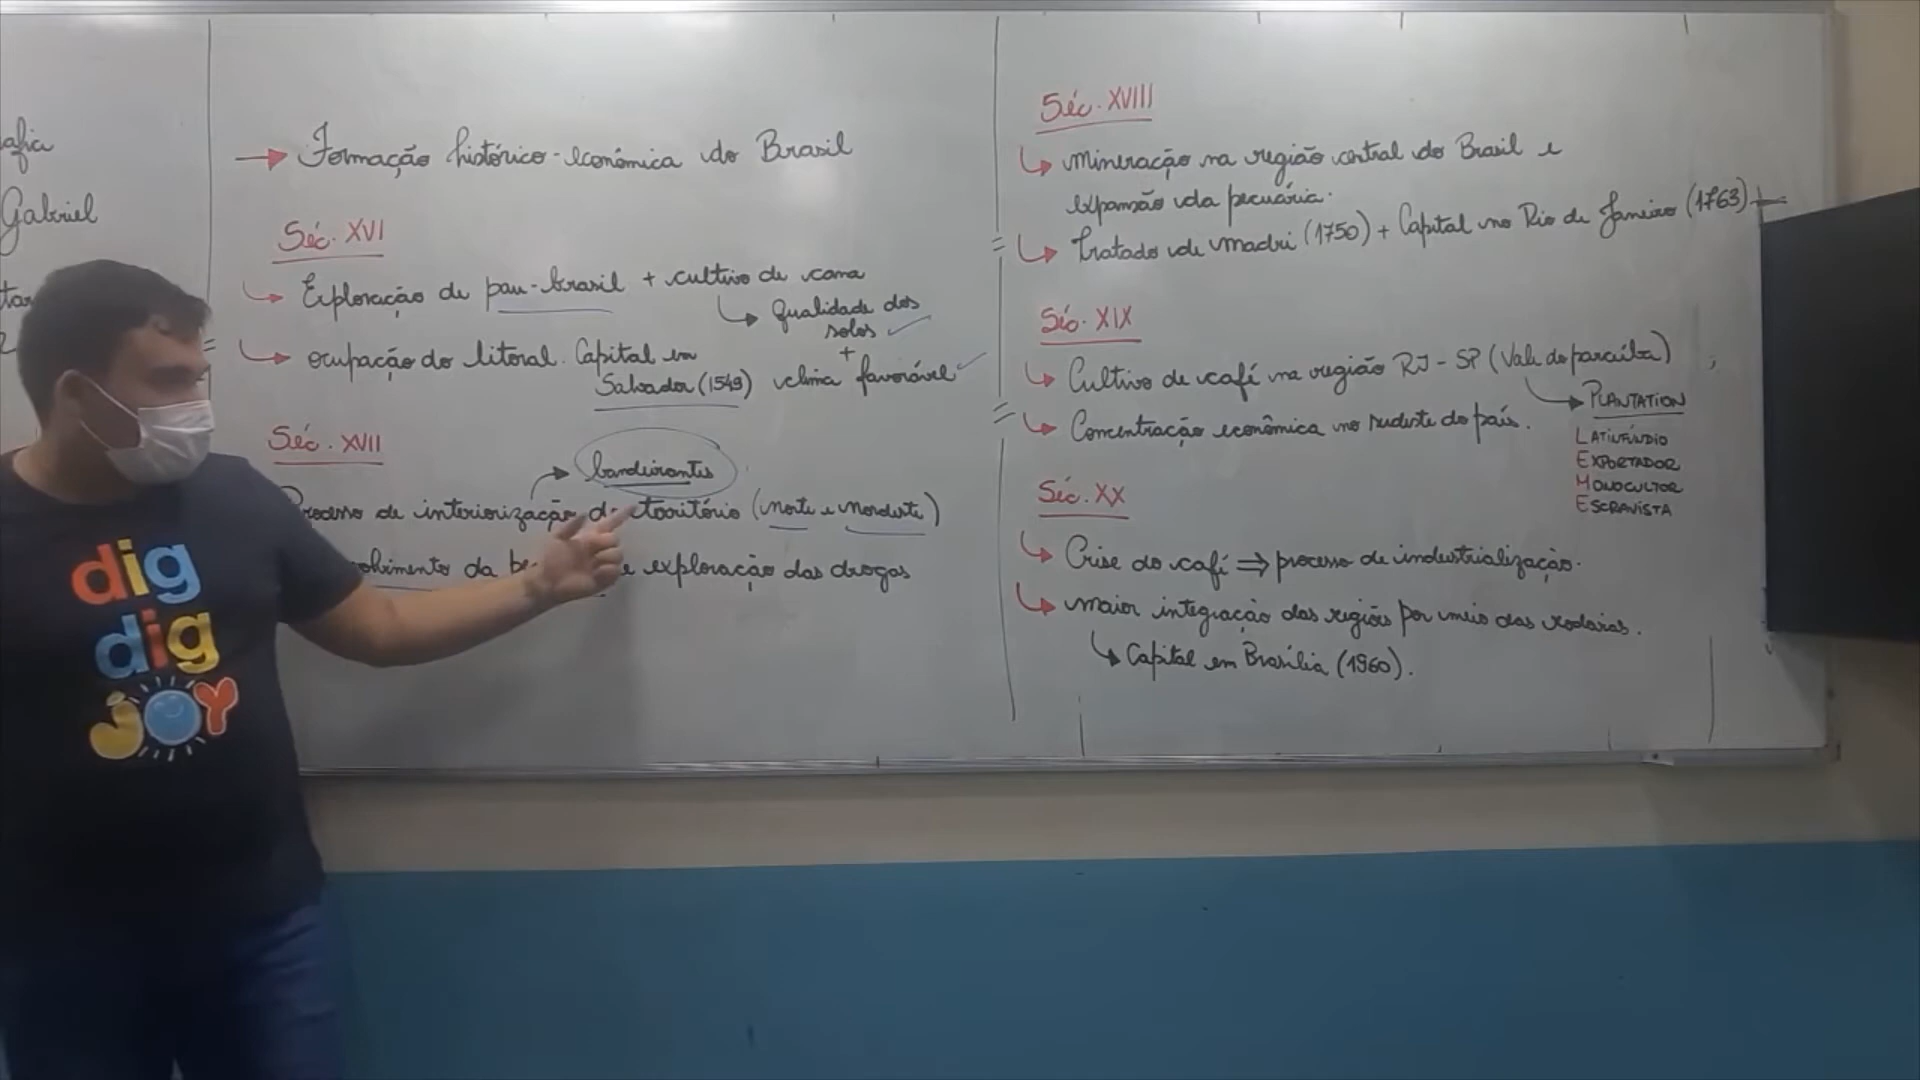 Gabriel
→ Formação histórico-econômica do Brasil
Séc. XVI
Exploração de pau-brasil + cultivo de cana
Qualidade dos
solos
+
clima favorável
ocupação do litoral. Capital em
Salvador (1549)
Séc. XVII
bandeirantes
Processo de interiorização do território (norte e nordeste)
da e exploração das drogas
Séc. XVIII
mineração na região central do Brasil e
expansão da pecuária.
Tratado de madri (1750) + Capital no Rio de Janeiro (1763)
Séc. XIX
Cultivo de café na região RJ - SP (Vale do paraíba)
PLANTATION
LATIFÚNDIO
EXPORTADOR
MONOCULTOR
ESCRAVISTA
Concentração econômica no sudeste do país.
Séc. XX
Crise do café ⇒ processo de industrialização.
maior integração das regiões por meio das rodovias.
Capital em Brasília (1960).
dig
dig
JOY